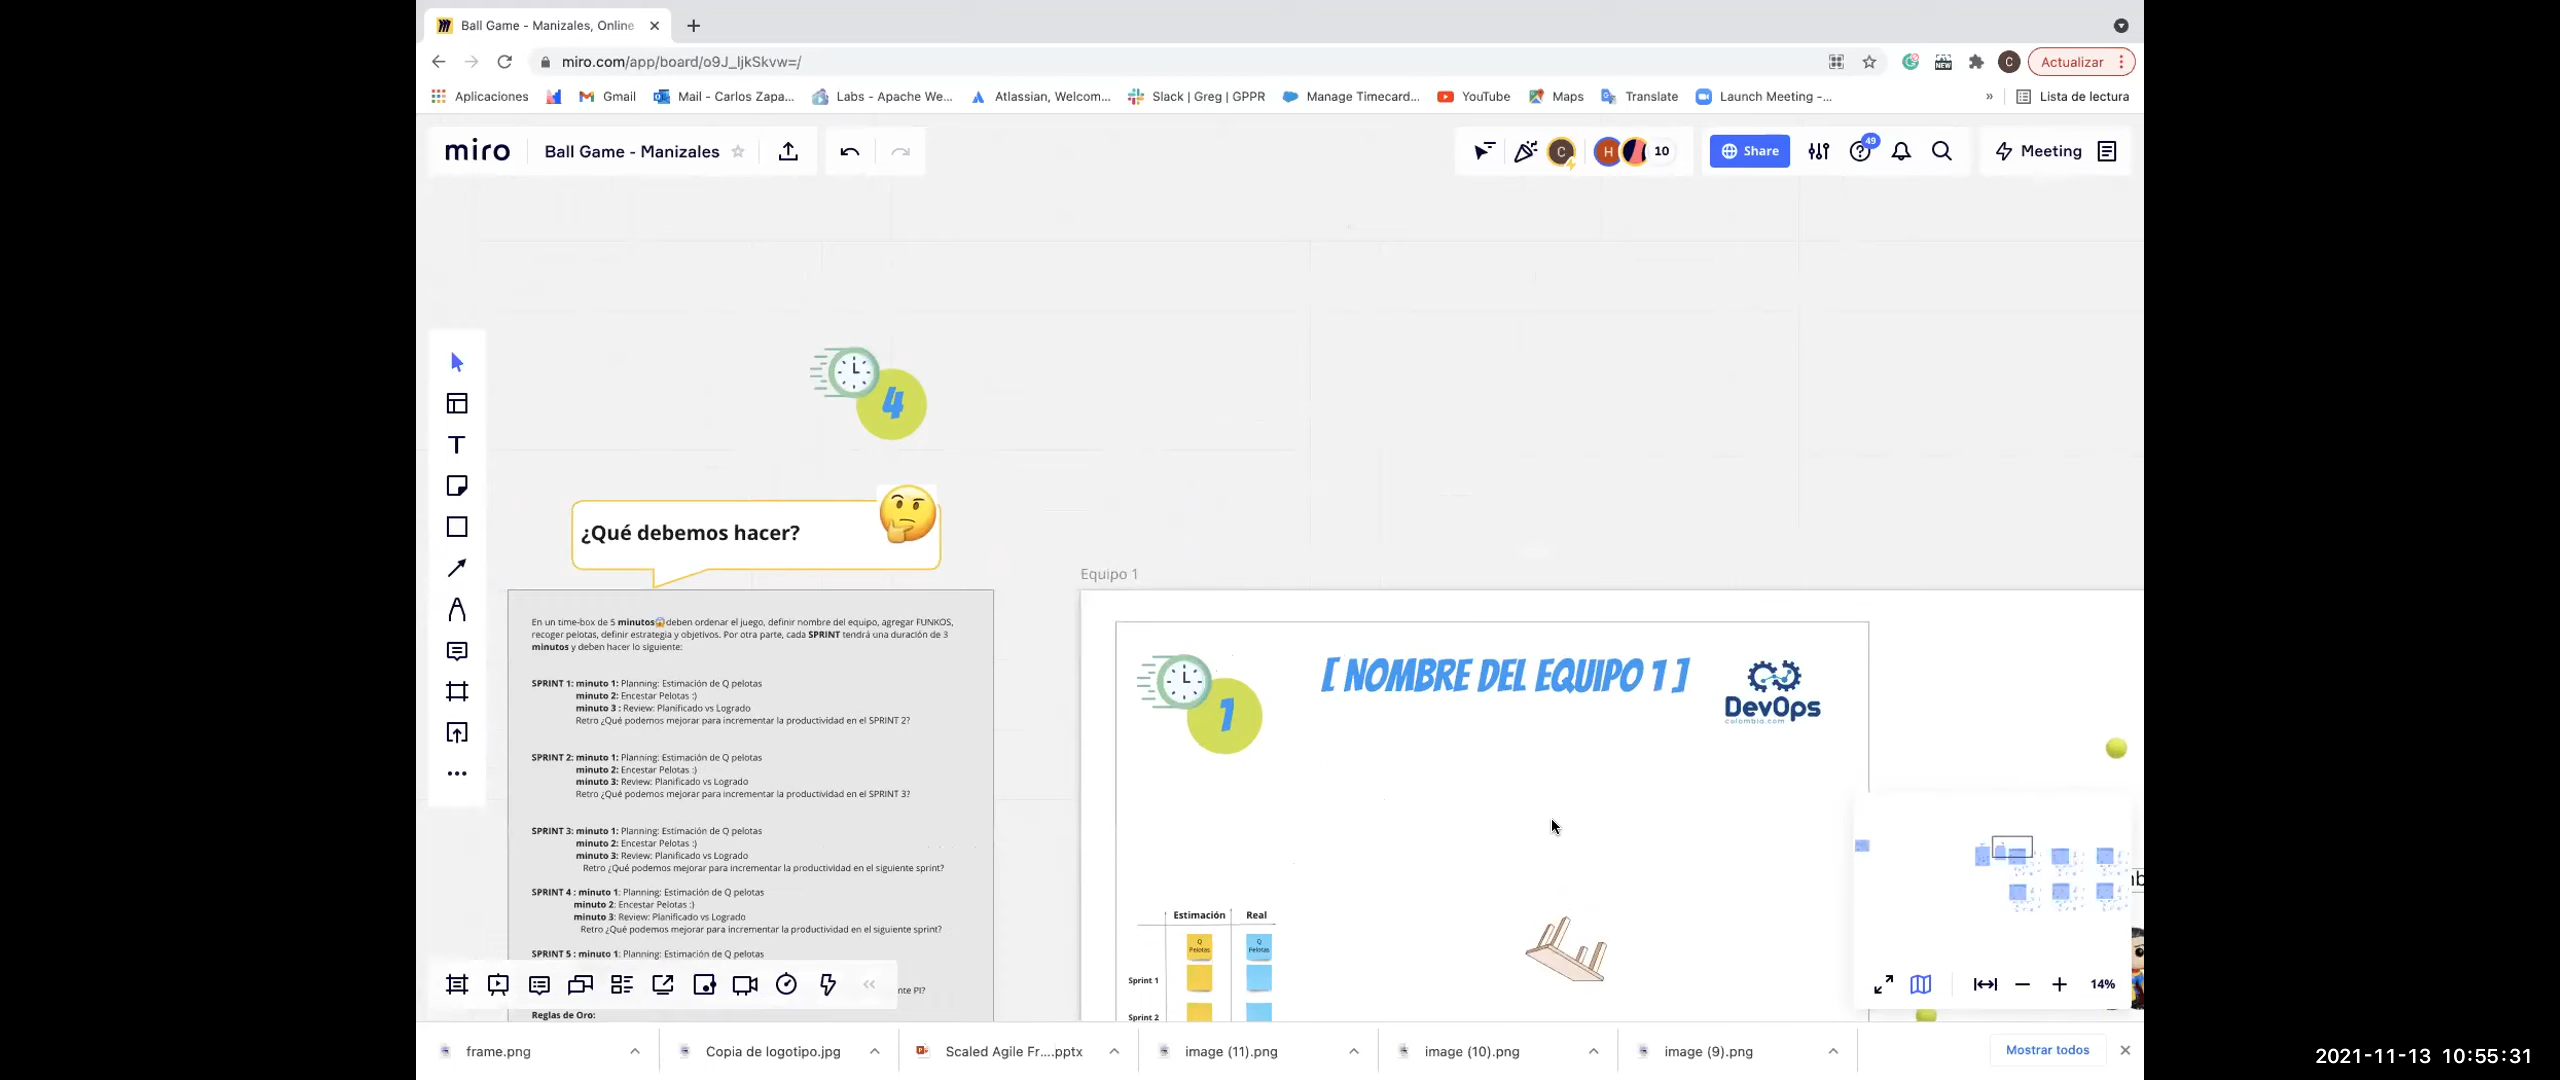 Ball Game - Manizales, Online
miro.com/app/board/o9J_ljkSkvw=/
C
Actualizar
NEW
Aplicaciones
Gmail
Mail - Carlos Zapa...
Labs - Apache We...
Atlassian, Welcom...
Slack | Greg | GPPR
Manage Timecard...
YouTube
Maps
Translate
Launch Meeting -...
»
Lista de lectura
miro
Ball Game - Manizales
C
H
10
Share
49
Meeting
4
¿Qué debemos hacer?
En un time-box de 5 minutos😱deben ordenar el juego, definir nombre del equipo, agregar FUNKOS,
recoger pelotas, definir estrategia y objetivos. Por otra parte, cada SPRINT tendrá una duración de 3
minutos y deben hacer lo siguiente:
SPRINT 1: minuto 1: Planning: Estimación de Q pelotas
minuto 2: Encestar Pelotas :)
minuto 3 : Review: Planificado vs Logrado
Retro ¿Qué podemos mejorar para incrementar la productividad en el SPRINT 2?
SPRINT 2: minuto 1: Planning: Estimación de Q pelotas
minuto 2: Encestar Pelotas :)
minuto 3: Review: Planificado vs Logrado
Retro ¿Qué podemos mejorar para incrementar la productividad en el SPRINT 3?
SPRINT 3: minuto 1: Planning: Estimación de Q pelotas
minuto 2: Encestar Pelotas :)
minuto 3: Review: Planificado vs Logrado
Retro ¿Qué podemos mejorar para incrementar la productividad en el siguiente sprint?
SPRINT 4 : minuto 1: Planning: Estimación de Q pelotas
minuto 2: Encestar Pelotas :)
minuto 3: Review: Planificado vs Logrado
Retro ¿Qué podemos mejorar para incrementar la productividad en el siguiente sprint?
SPRINT 5 : minuto 1: Planning: Estimación de Q pelotas
nte PI?
Reglas de Oro:
Equipo 1
1
[ NOMBRE DEL EQUIPO 1 ]
DevOps
colombia.com
Estimación
Real
Q
Pelotas
Q
Pelotas
Sprint 1
Sprint 2
14%
frame.png
Copia de logotipo.jpg
Scaled Agile Fr....pptx
image (11).png
image (10).png
image (9).png
Mostrar todos
2021-11-13 10:55:31